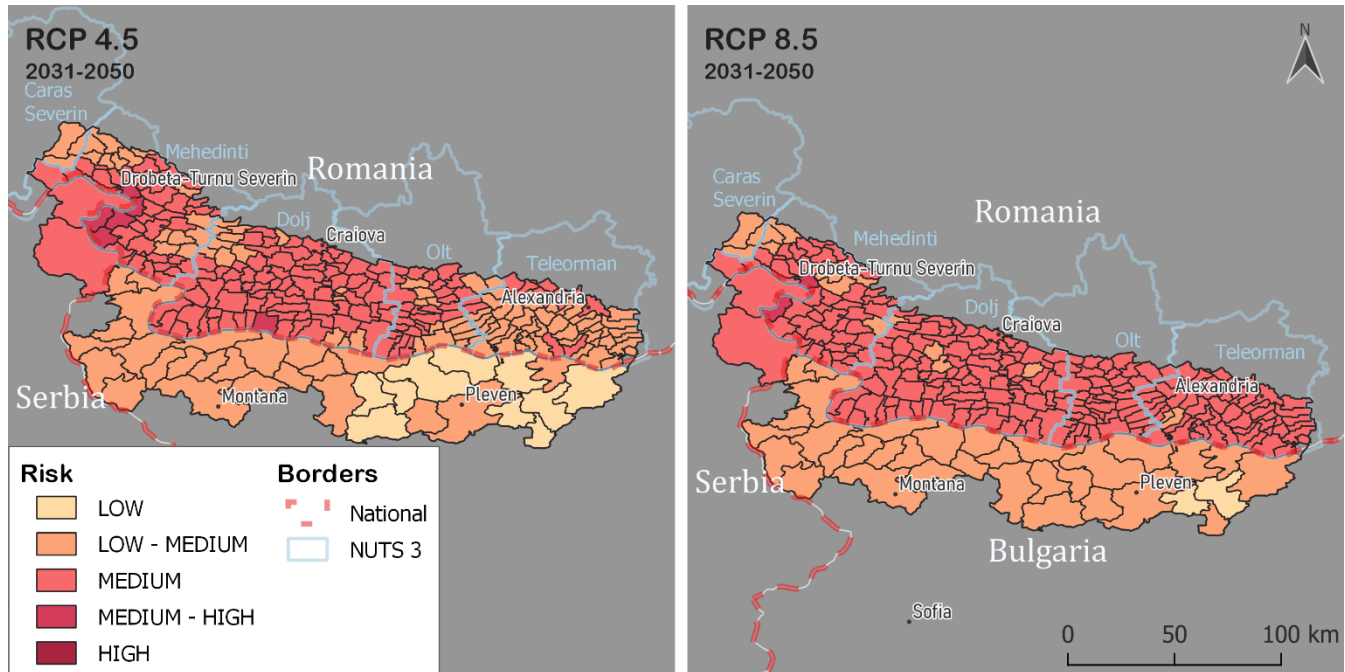 RCP 4.5
2031-2050
Caras
Severin
Mehedinti
Romania
Drobeta-Turnu Severin
Dolj
Craiova
Olt
Teleorman
Alexandria
Serbia
Montana
Pleven
Risk
LOW
LOW - MEDIUM
MEDIUM
MEDIUM - HIGH
HIGH
Borders
National
NUTS 3
RCP 8.5
2031-2050
N
Caras
Severin
Mehedinti
Romania
Drobeta-Turnu Severin
Dolj
Craiova
Olt
Teleorman
Alexandria
Serbia
Montana
Pleven
Bulgaria
Sofia
0 50 100 km